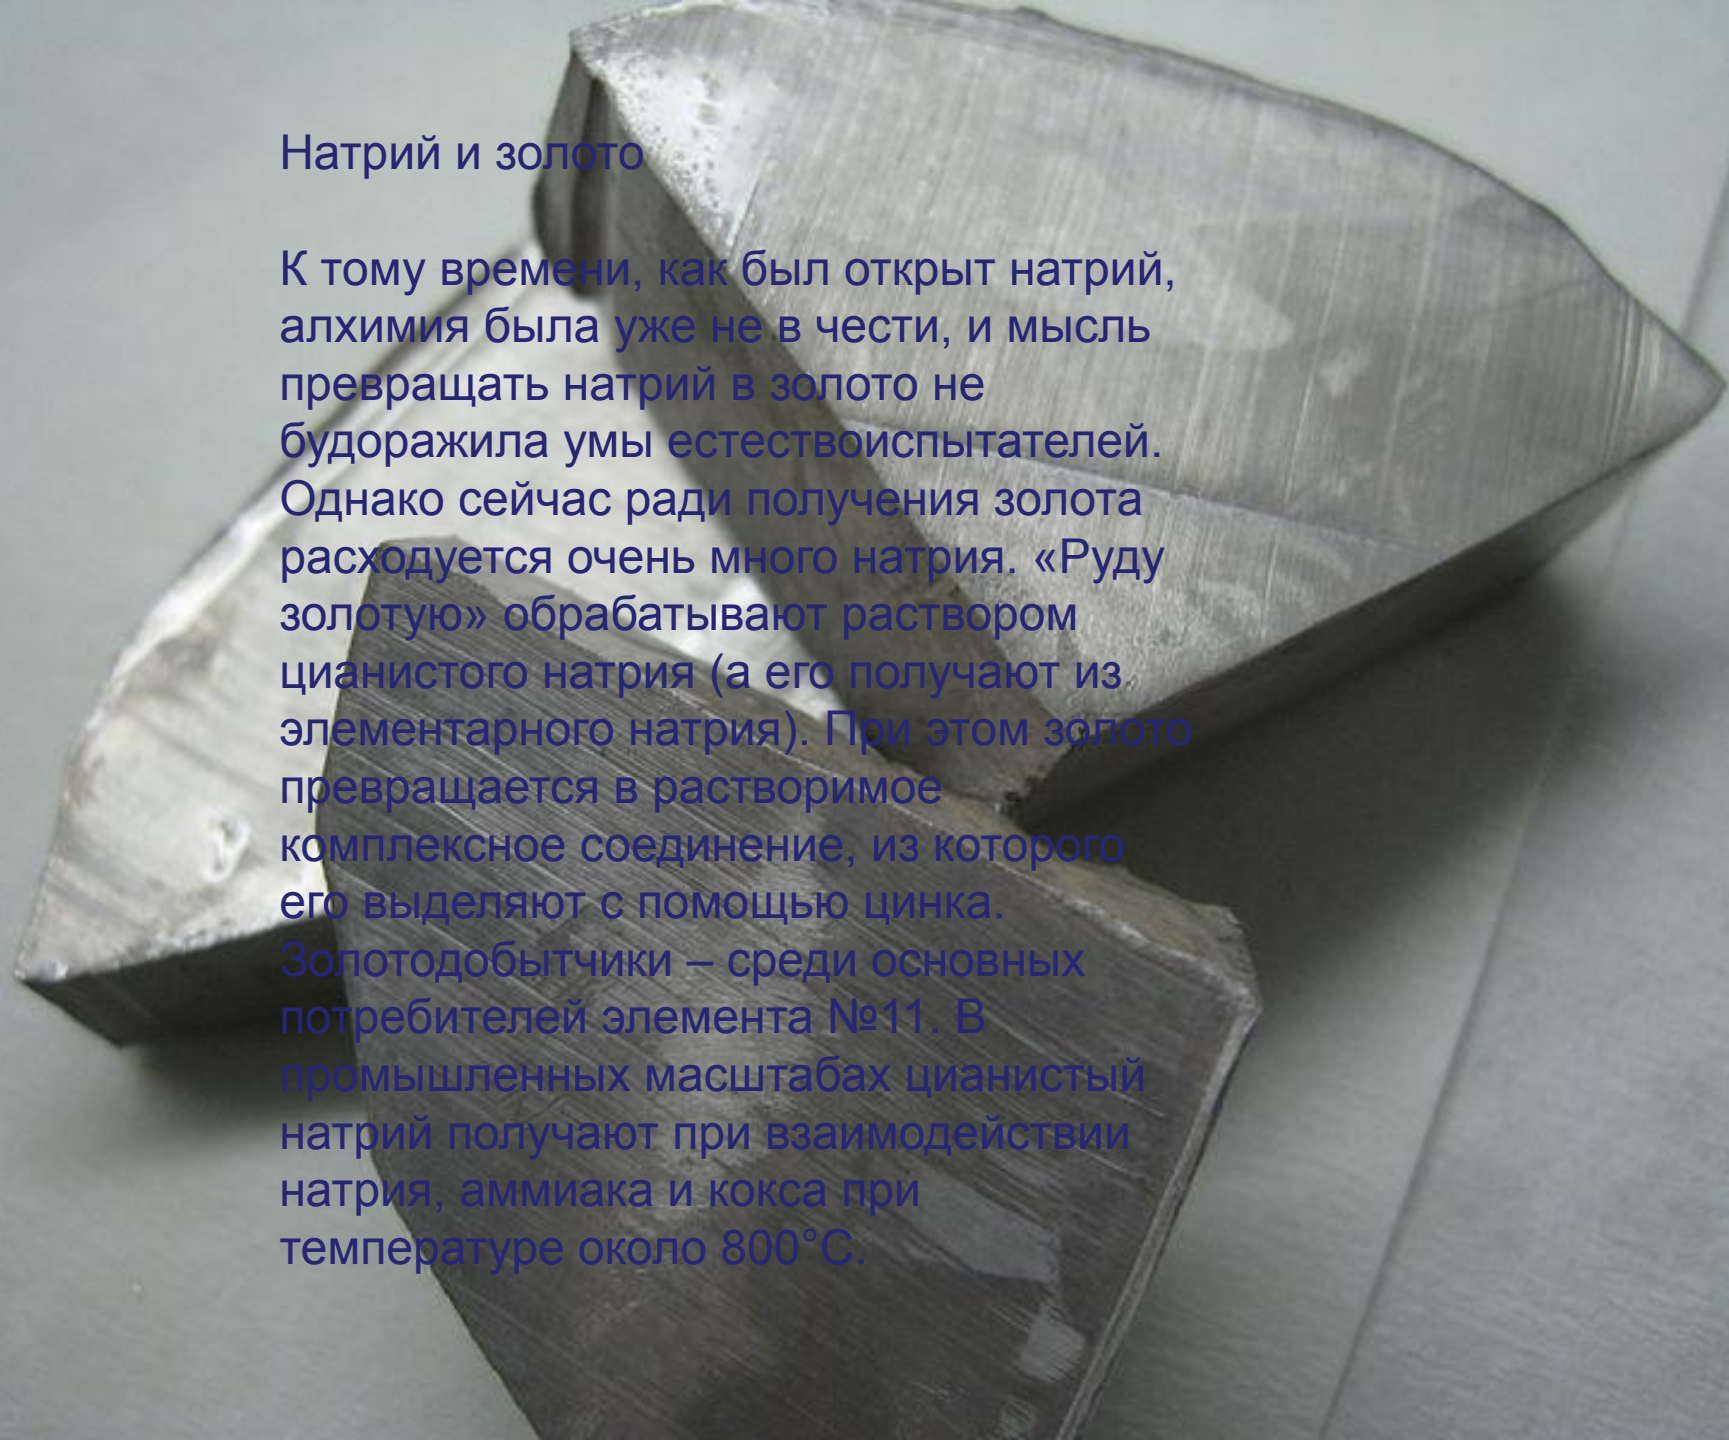 Натрий и золото
К тому времени, как был открыт натрий,
алхимия была уже не в чести, и мысль
превращать натрий в золото не
будоражила умы естествоиспытателей.
Однако сейчас ради получения золота
расходуется очень много натрия. «Руду
золотую» обрабатывают раствором
цианистого натрия (а его получают из
элементарного натрия). При этом золото
превращается в растворимое
комплексное соединение, из которого
его выделяют с помощью цинка.
Золотодобытчики – среди основных
потребителей элемента №11. В
промышленных масштабах цианистый
натрий получают при взаимодействии
натрия, аммиака и кокса при
температуре около 800°С.